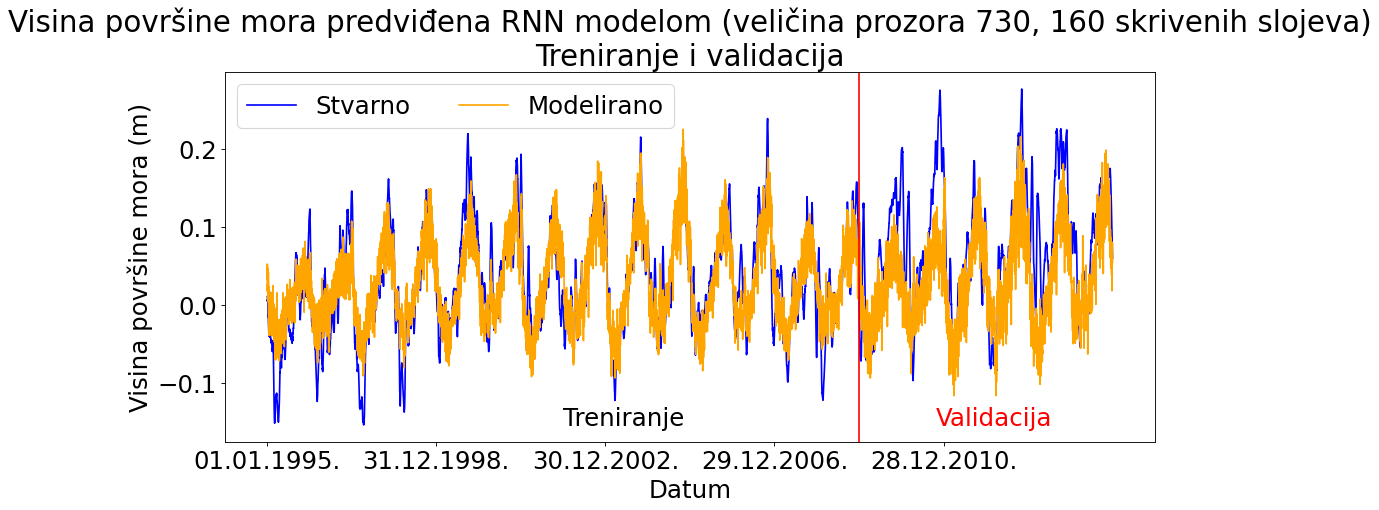 Visina površine mora predviđena RNN modelom (veličina prozora 730, 160 skrivenih slojeva)
Treniranje i validacija
Stvarno
Modelirano
Visina površine mora (m)
0.2
0.1
0.0
−0.1
Treniranje
Validacija
01.01.1995.
31.12.1998.
30.12.2002.
29.12.2006.
28.12.2010.
Datum